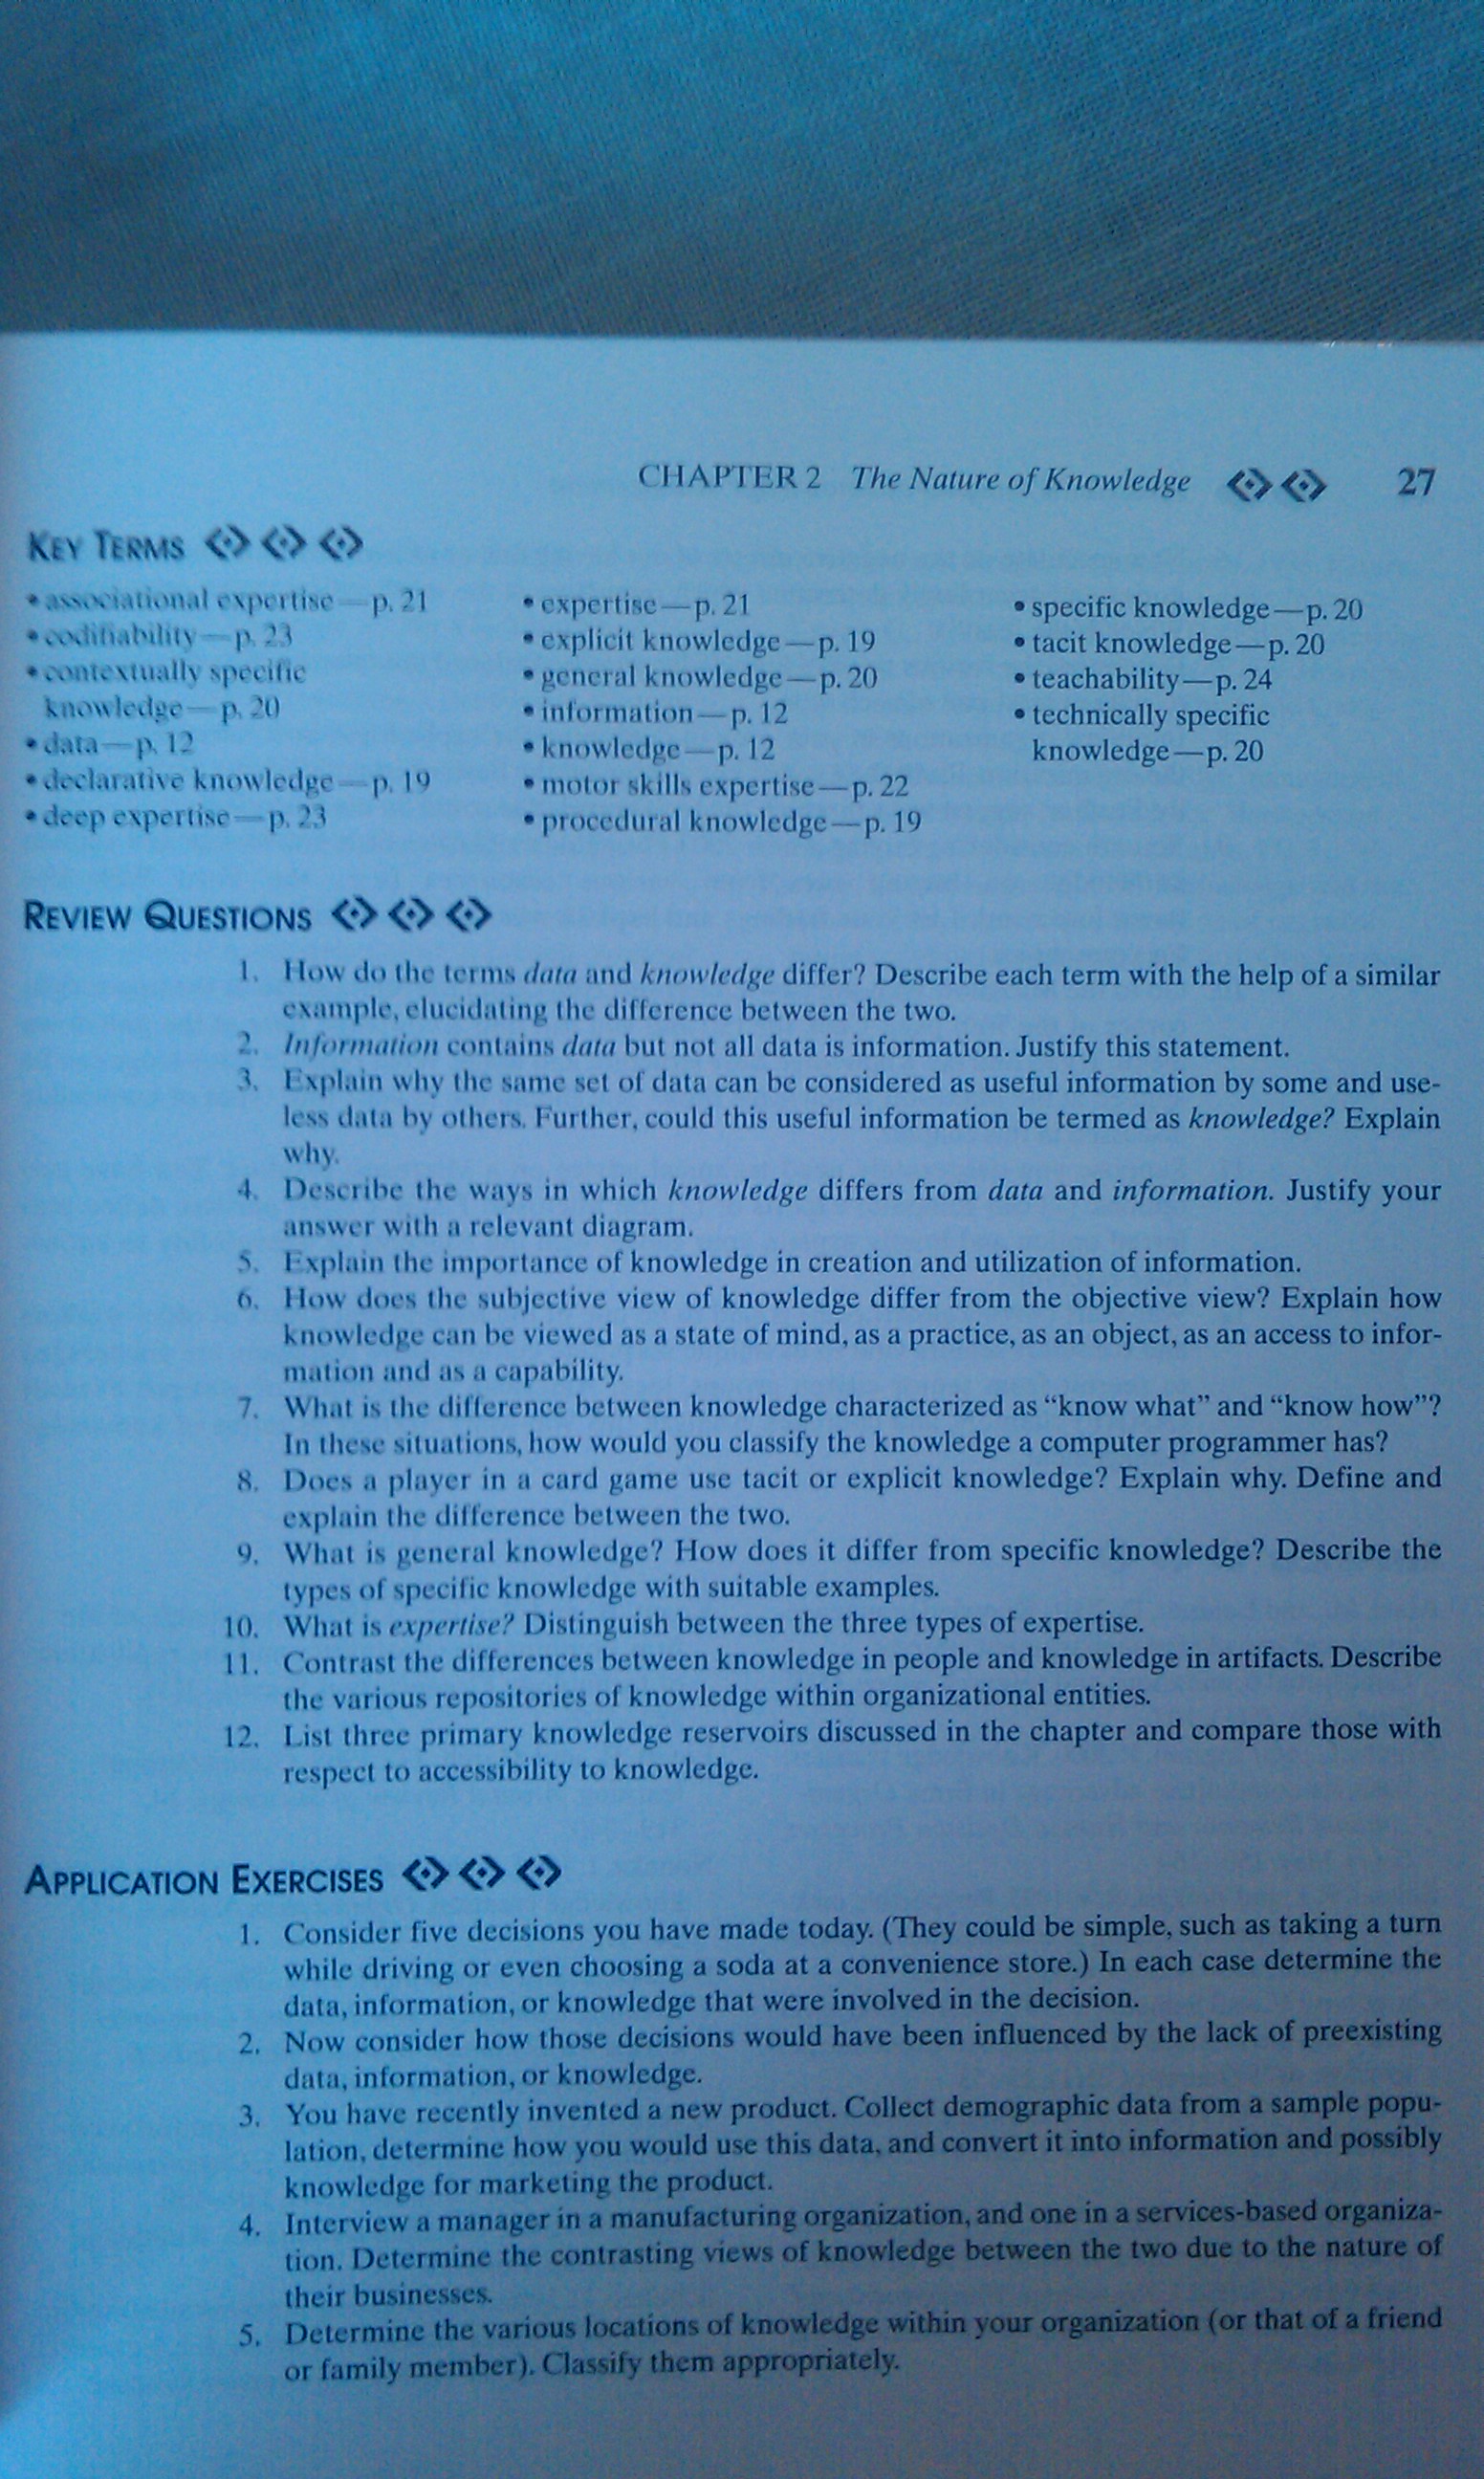 CHAPTER 2 The Nature of Knowledge 27
KEY TERMS
• associational expertise—p. 21
• codifiability—p. 23
• contextually specific
knowledge—p. 20
• data—p. 12
• declarative knowledge—p. 19
• deep expertise—p. 23
• expertise—p. 21
• explicit knowledge—p. 19
• general knowledge—p. 20
• information—p. 12
• knowledge—p. 12
• motor skills expertise—p. 22
• procedural knowledge—p. 19
• specific knowledge—p. 20
• tacit knowledge—p. 20
• teachability—p. 24
• technically specific
knowledge—p. 20
REVIEW QUESTIONS
1. How do the terms data and knowledge differ? Describe each term with the help of a similar
example, elucidating the difference between the two.
2. Information contains data but not all data is information. Justify this statement.
3. Explain why the same set of data can be considered as useful information by some and use-
less data by others. Further, could this useful information be termed as knowledge? Explain
why.
4. Describe the ways in which knowledge differs from data and information. Justify your
answer with a relevant diagram.
5. Explain the importance of knowledge in creation and utilization of information.
6. How does the subjective view of knowledge differ from the objective view? Explain how
knowledge can be viewed as a state of mind, as a practice, as an object, as an access to infor-
mation and as a capability.
7. What is the difference between knowledge characterized as “know what” and “know how”?
In these situations, how would you classify the knowledge a computer programmer has?
8. Does a player in a card game use tacit or explicit knowledge? Explain why. Define and
explain the difference between the two.
9. What is general knowledge? How does it differ from specific knowledge? Describe the
types of specific knowledge with suitable examples.
10. What is expertise? Distinguish between the three types of expertise.
11. Contrast the differences between knowledge in people and knowledge in artifacts. Describe
the various repositories of knowledge within organizational entities.
12. List three primary knowledge reservoirs discussed in the chapter and compare those with
respect to accessibility to knowledge.
APPLICATION EXERCISES
1. Consider five decisions you have made today. (They could be simple, such as taking a turn
while driving or even choosing a soda at a convenience store.) In each case determine the
data, information, or knowledge that were involved in the decision.
2. Now consider how those decisions would have been influenced by the lack of preexisting
data, information, or knowledge.
3. You have recently invented a new product. Collect demographic data from a sample popu-
lation, determine how you would use this data, and convert it into information and possibly
knowledge for marketing the product.
4. Interview a manager in a manufacturing organization, and one in a services-based organiza-
tion. Determine the contrasting views of knowledge between the two due to the nature of
their businesses.
5. Determine the various locations of knowledge within your organization (or that of a friend
or family member). Classify them appropriately.